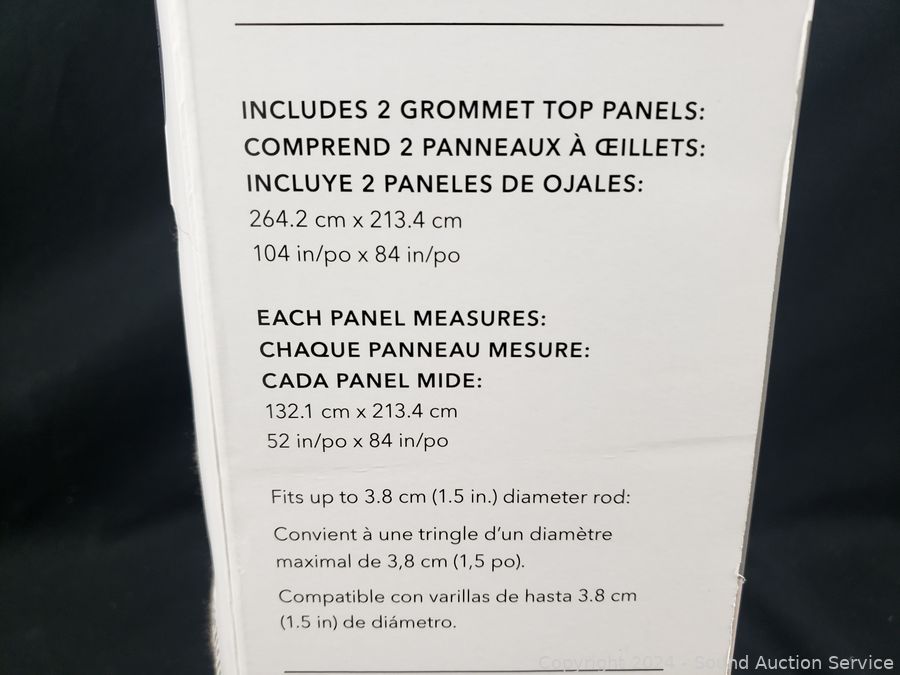 INCLUDES 2 GROMMET TOP PANELS:
COMPREND 2 PANNEAUX À ŒILLETS:
INCLUYE 2 PANELES DE OJALES:
264.2 cm x 213.4 cm
104 in/po x 84 in/po
EACH PANEL MEASURES:
CHAQUE PANNEAU MESURE:
CADA PANEL MIDE:
132.1 cm x 213.4 cm
52 in/po x 84 in/po
Fits up to 3.8 cm (1.5 in.) diameter rod:
Convient à une tringle d'un diamètre
maximal de 3,8 cm (1,5 po).
Compatible con varillas de hasta 3.8 cm
(1.5 in) de diámetro.
Copyright 2024 - Sound Auction Service